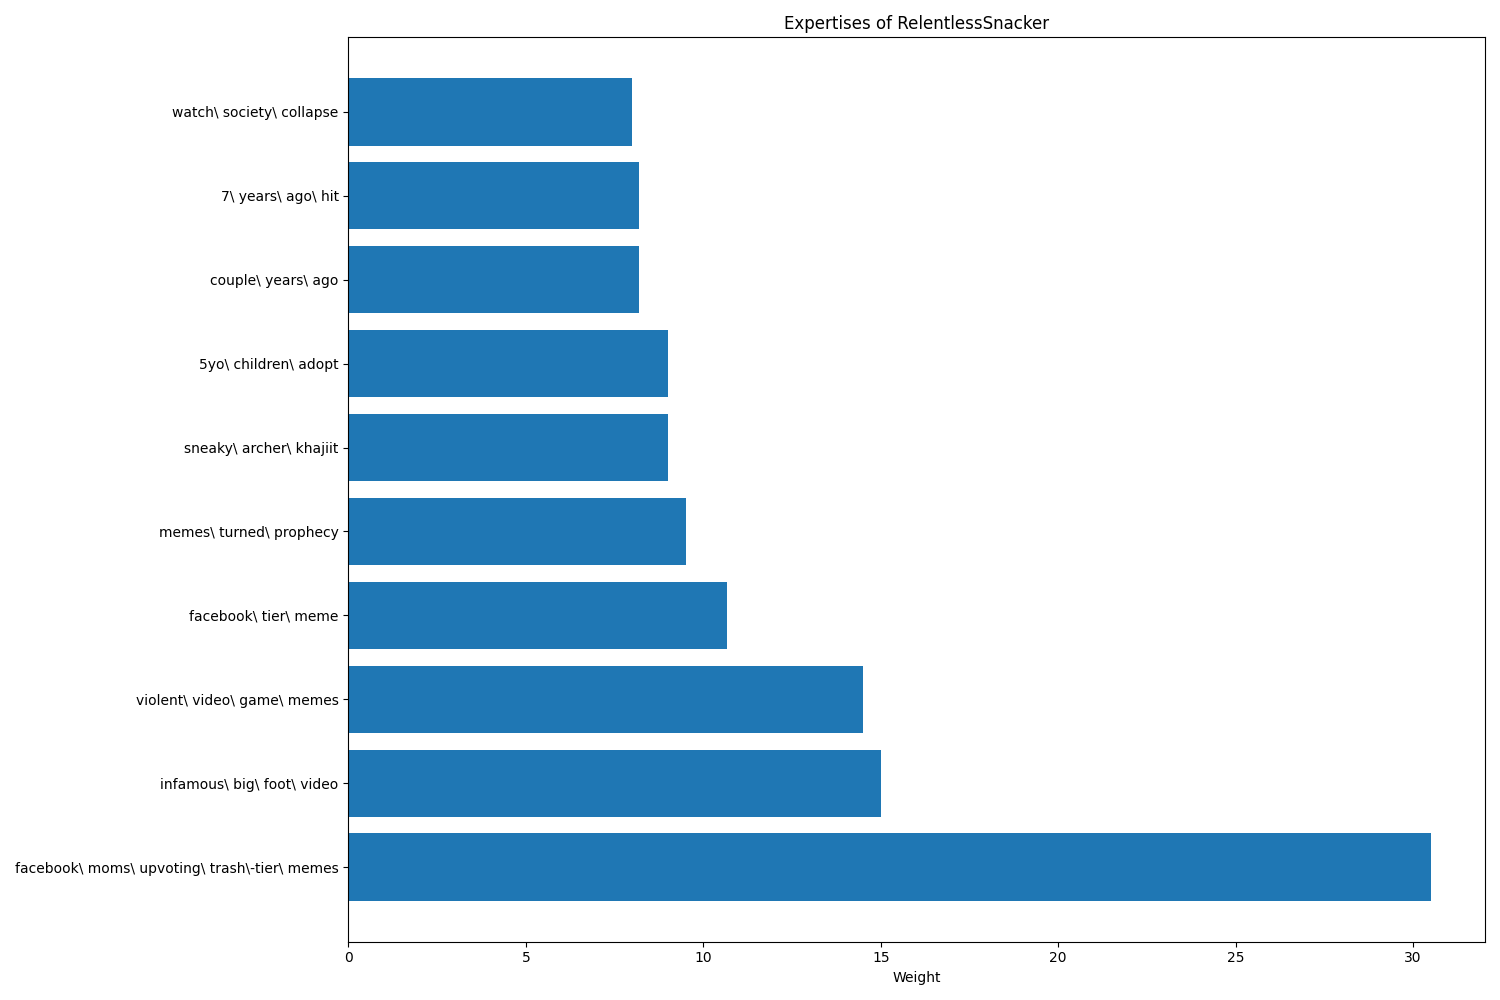 Expertises of RelentlessSnacker
watch\ society\ collapse
7\ years\ ago\ hit
couple\ years\ ago
5yo\ children\ adopt
sneaky\ archer\ khajiit
memes\ turned\ prophecy
facebook\ tier\ meme
violent\ video\ game\ memes
infamous\ big\ foot\ video
facebook\ moms\ upvoting\ trash\-tier\ memes
0 5 10 15 20 25 30
Weight